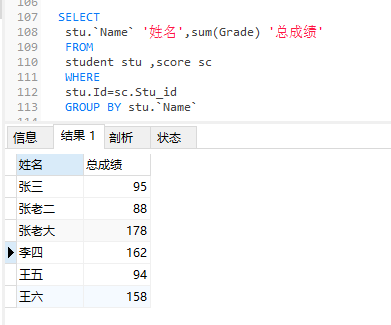 107 SELECT
108 stu.`Name` '姓名',sum(Grade) '总成绩'
109 FROM
110 student stu ,score sc
111 WHERE
112 stu.Id=sc.Stu_id
113 GROUP BY stu.`Name`
信息 结果 1 剖析 状态
姓名 总成绩
张三 95
张老二 88
张老大 178
李四 162
王五 94
王六 158